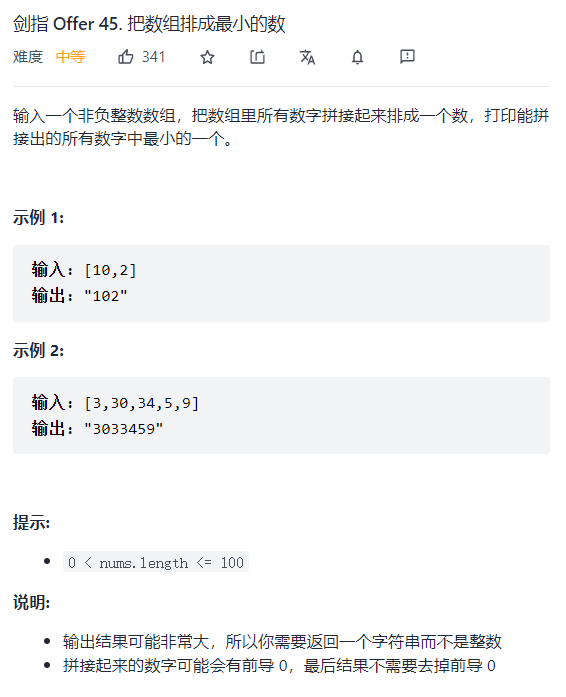 剑指 Offer 45. 把数组排成最小的数
难度 中等 341
输入一个非负整数数组，把数组里所有数字拼接起来排成一个数，打印能拼
接出的所有数字中最小的一个。
示例 1:
输入: [10,2]
输出: "102"
示例 2:
输入: [3,30,34,5,9]
输出: "3033459"
提示:
0 < nums.length <= 100
说明:
输出结果可能非常大，所以你需要返回一个字符串而不是整数
拼接起来的数字可能会有前导 0，最后结果不需要去掉前导 0